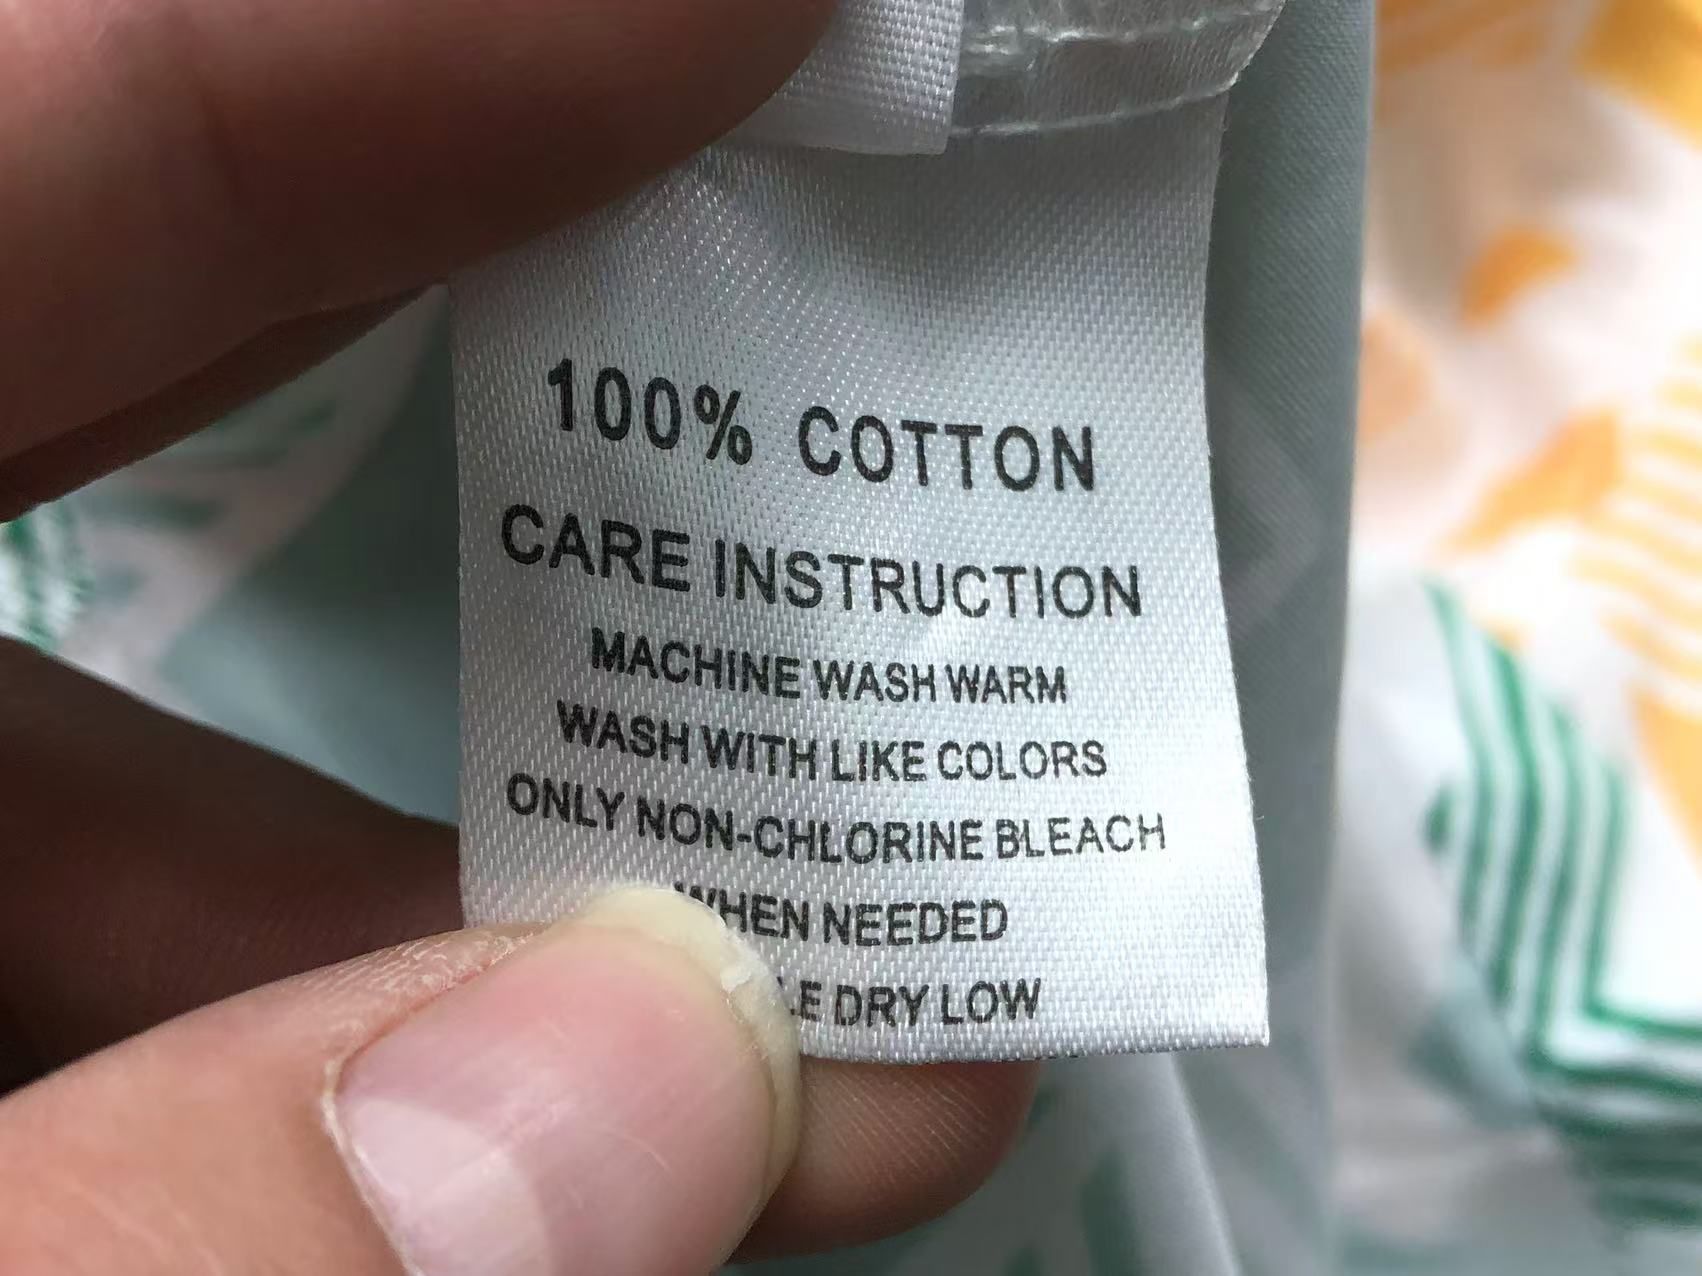 100% COTTON
CARE INSTRUCTION
MACHINE WASH WARM
WASH WITH LIKE COLORS
ONLY NON-CHLORINE BLEACH
WHEN NEEDED
DRY LOW